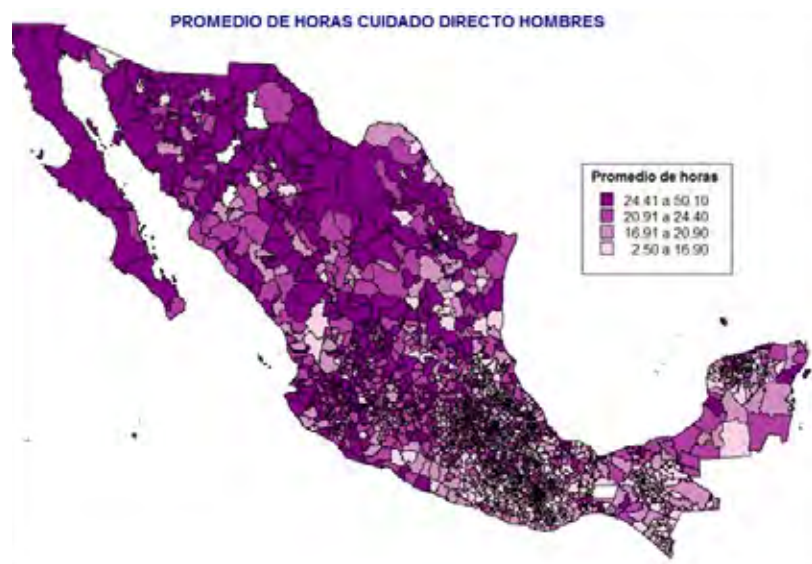 PROMEDIO DE HORAS CUIDADO DIRECTO HOMBRES
Promedio de horas
24.41 a 50.10
20.91 a 24.40
16.91 a 20.90
2.50 a 16.90